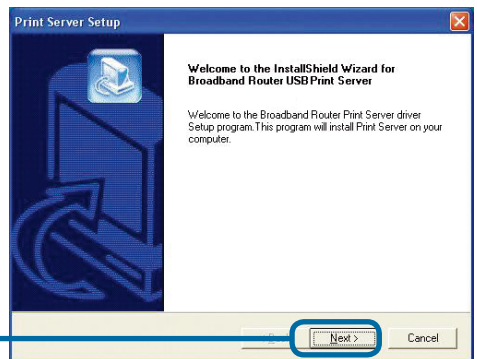 Print Server Setup
Welcome to the InstallShield Wizard for
Broadband Router USB Print Server
Welcome to the Broadband Router Print Server driver
Setup program. This program will install Print Server on your
computer.
Next >
Cancel